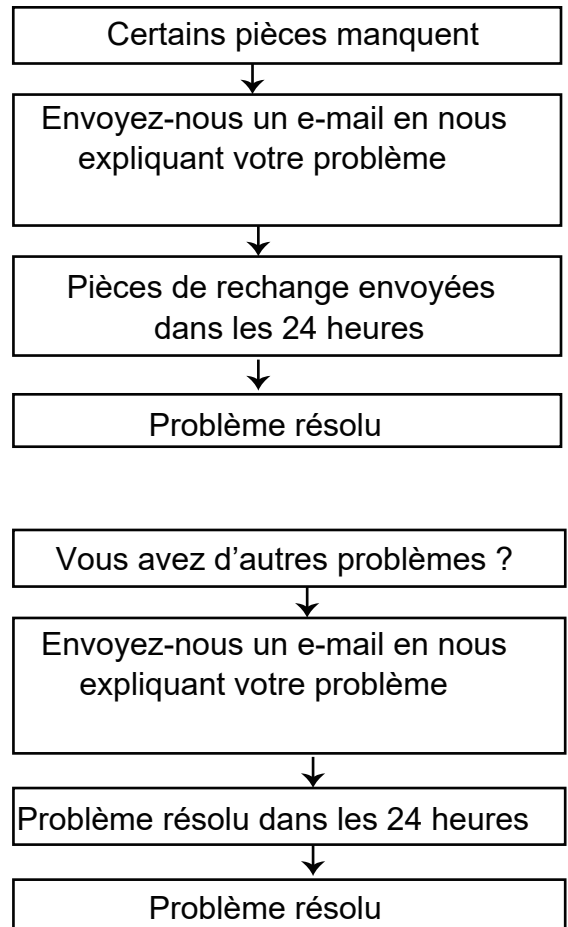 Certains pièces manquent
Envoyez-nous un e-mail en nous
expliquant votre problème
Pièces de rechange envoyées
dans les 24 heures
Problème résolu
Vous avez d’autres problèmes ?
Envoyez-nous un e-mail en nous
expliquant votre problème
Problème résolu dans les 24 heures
Problème résolu